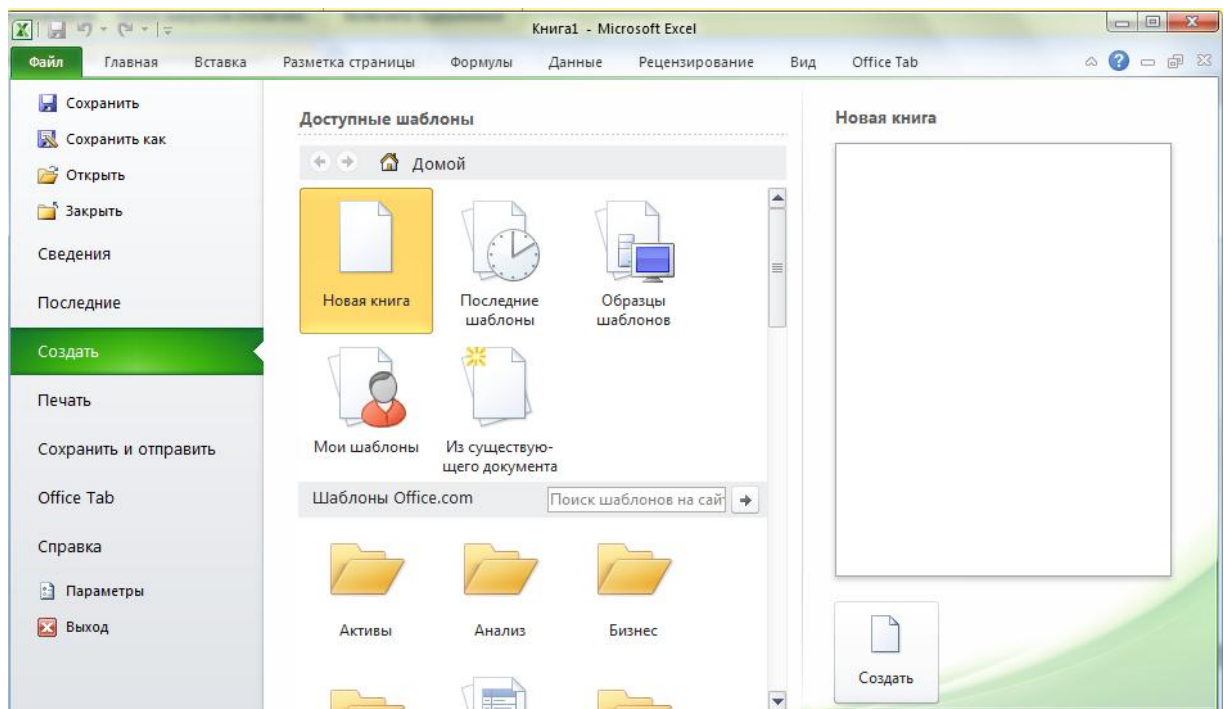 Книга1 - Microsoft Excel
Файл Главная Вставка Разметка страницы Формулы Данные Рецензирование Вид Office Tab
Сохранить
Сохранить как
Открыть
Закрыть
Сведения
Последние
Создать
Печать
Сохранить и отправить
Office Tab
Справка
Параметры
Выход
Доступные шаблоны
Домой
Новая книга
Последние
шаблоны
Образцы
шаблонов
Мои шаблоны
Из существую-
щего документа
Шаблоны Office.com
Поиск шаблонов на сай
Активы
Анализ
Бизнес
Новая книга
Создать